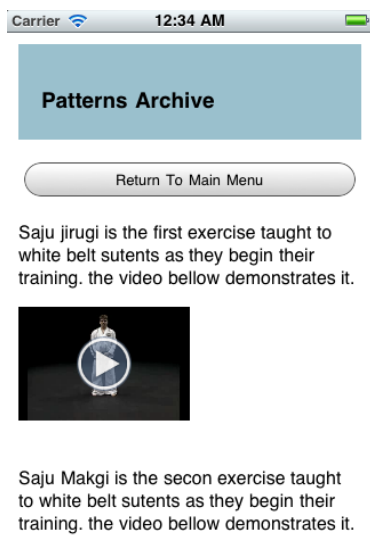 Carrier 12:34 AM
Patterns Archive
Return To Main Menu
Saju jirugi is the first exercise taught to
white belt sutents as they begin their
training. the video bellow demonstrates it.
Saju Makgi is the secon exercise taught
to white belt sutents as they begin their
training. the video bellow demonstrates it.